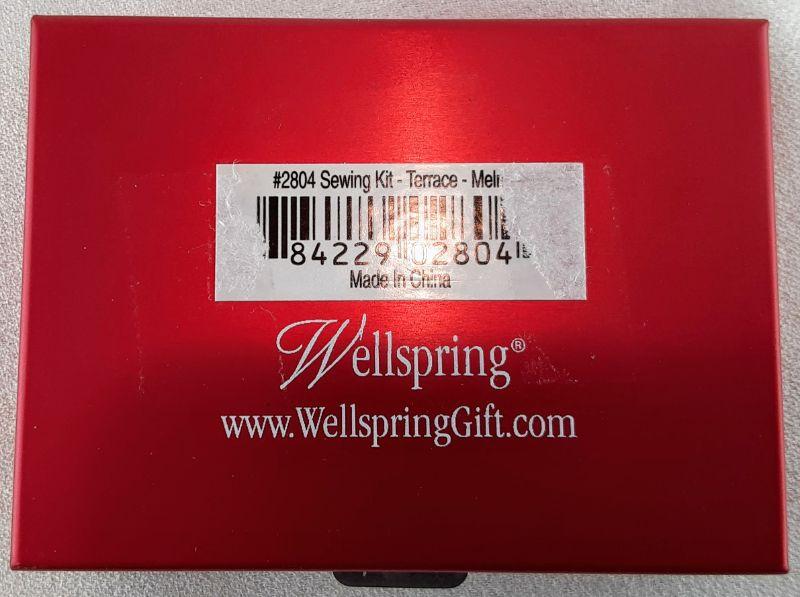 #2804 Sewing Kit - Terrace -
84229 02804
Made In China
Wellspring®
www.WellspringGift.com